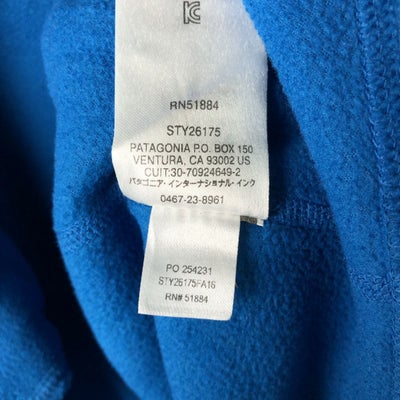 RN51884
STY26175
PATAGONIA P.O. BOX 150
VENTURA, CA 93002 US
CUIT:30-70924649-2
パタゴニア・インターナショナル・インク
0467-23-8961
PO 254231
STY26175FA16
RN# 51884